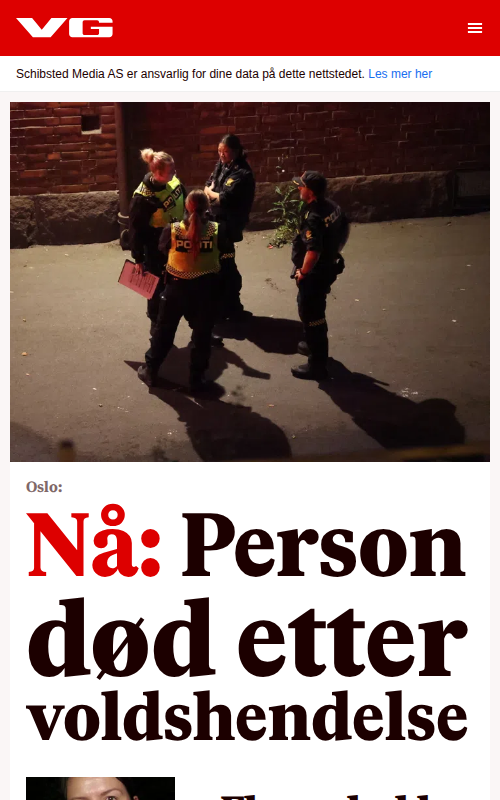 VG
Schibsted Media AS er ansvarlig for dine data på dette nettstedet. Les mer her
POLITI
Oslo:
Nå: Person
død etter
voldshendelse